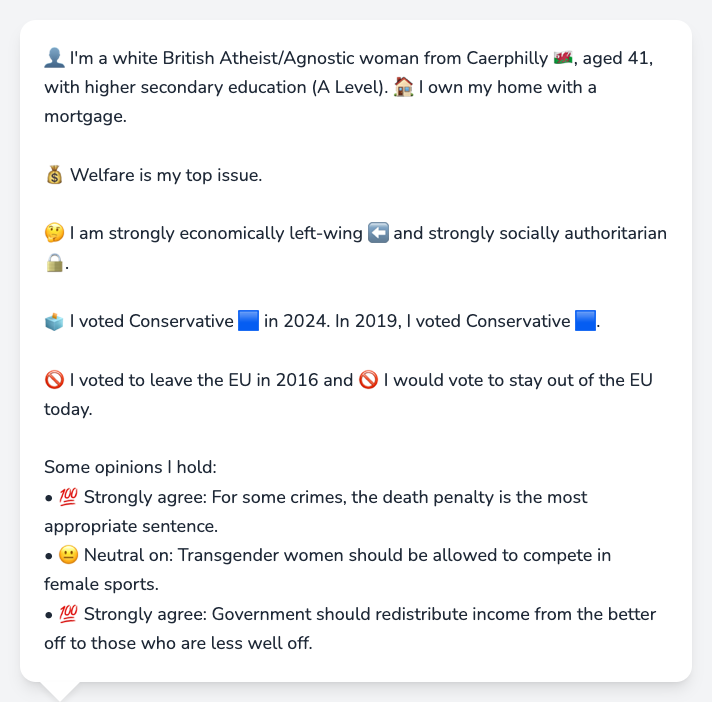 👤 I'm a white British Atheist/Agnostic woman from Caerphilly 🏴󠁧󠁢󠁷󠁬󠁳󠁿, aged 41,
with higher secondary education (A Level). 🏠 I own my home with a
mortgage.
💰 Welfare is my top issue.
🤔 I am strongly economically left-wing ⬅️ and strongly socially authoritarian
🔒.
🗳️ I voted Conservative 🟦 in 2024. In 2019, I voted Conservative 🟦.
🚫 I voted to leave the EU in 2016 and 🚫 I would vote to stay out of the EU
today.
Some opinions I hold:
• 💯 Strongly agree: For some crimes, the death penalty is the most
appropriate sentence.
• 😐 Neutral on: Transgender women should be allowed to compete in
female sports.
• 💯 Strongly agree: Government should redistribute income from the better
off to those who are less well off.